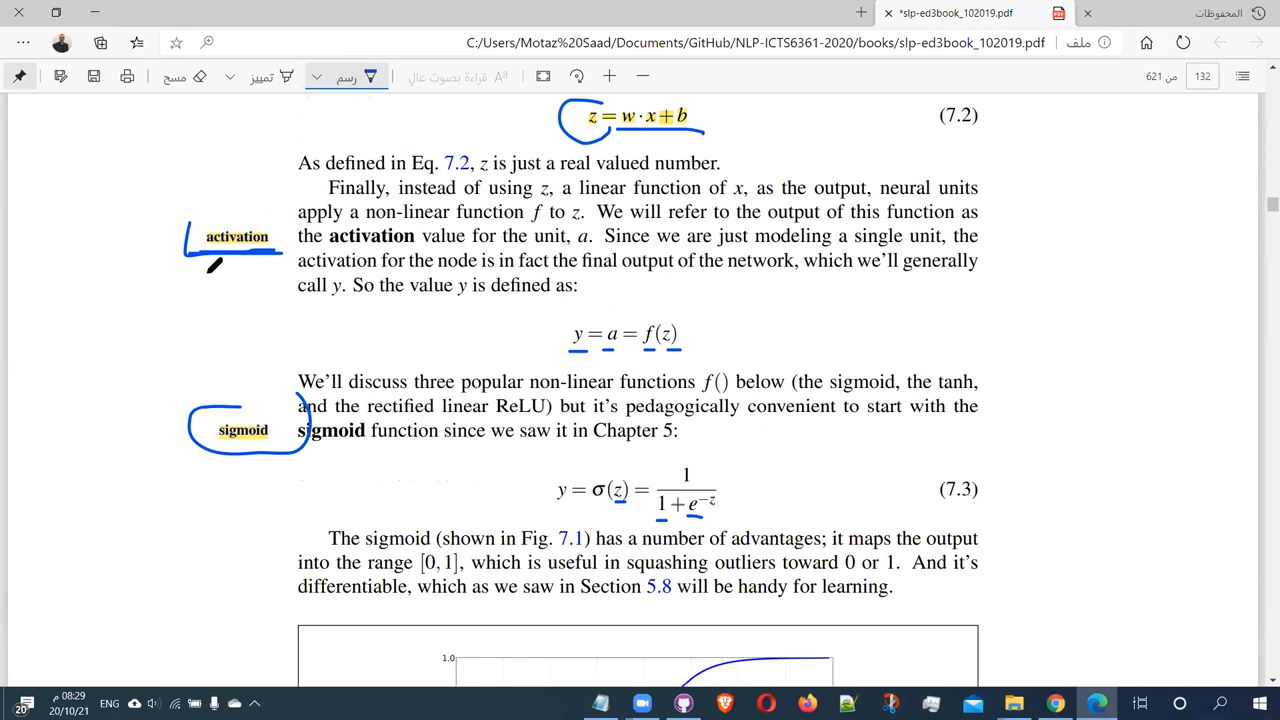 *slp-ed3book_102019.pdf
المحفوظات
C:/Users/Motaz%20Saad/Documents/GitHub/NLP-ICTS6361-2020/books/slp-ed3book_102019.pdf
ملف
مسح
تمييز
رسم
قراءة بصوت عالٍ
من 621
132
z = w · x + b (7.2)
As defined in Eq. 7.2, z is just a real valued number.
Finally, instead of using z, a linear function of x, as the output, neural units
apply a non-linear function f to z. We will refer to the output of this function as
activation
the activation value for the unit, a. Since we are just modeling a single unit, the
activation for the node is in fact the final output of the network, which we'll generally
call y. So the value y is defined as:
y = a = f(z)
We'll discuss three popular non-linear functions f() below (the sigmoid, the tanh,
and the rectified linear ReLU) but it's pedagogically convenient to start with the
sigmoid
sigmoid function since we saw it in Chapter 5:
y = σ(z) = 1 / 1 + e^−z (7.3)
The sigmoid (shown in Fig. 7.1) has a number of advantages; it maps the output
into the range [0, 1], which is useful in squashing outliers toward 0 or 1. And it's
differentiable, which as we saw in Section 5.8 will be handy for learning.
1.0
08:29 م
20/10/21
ENG
20